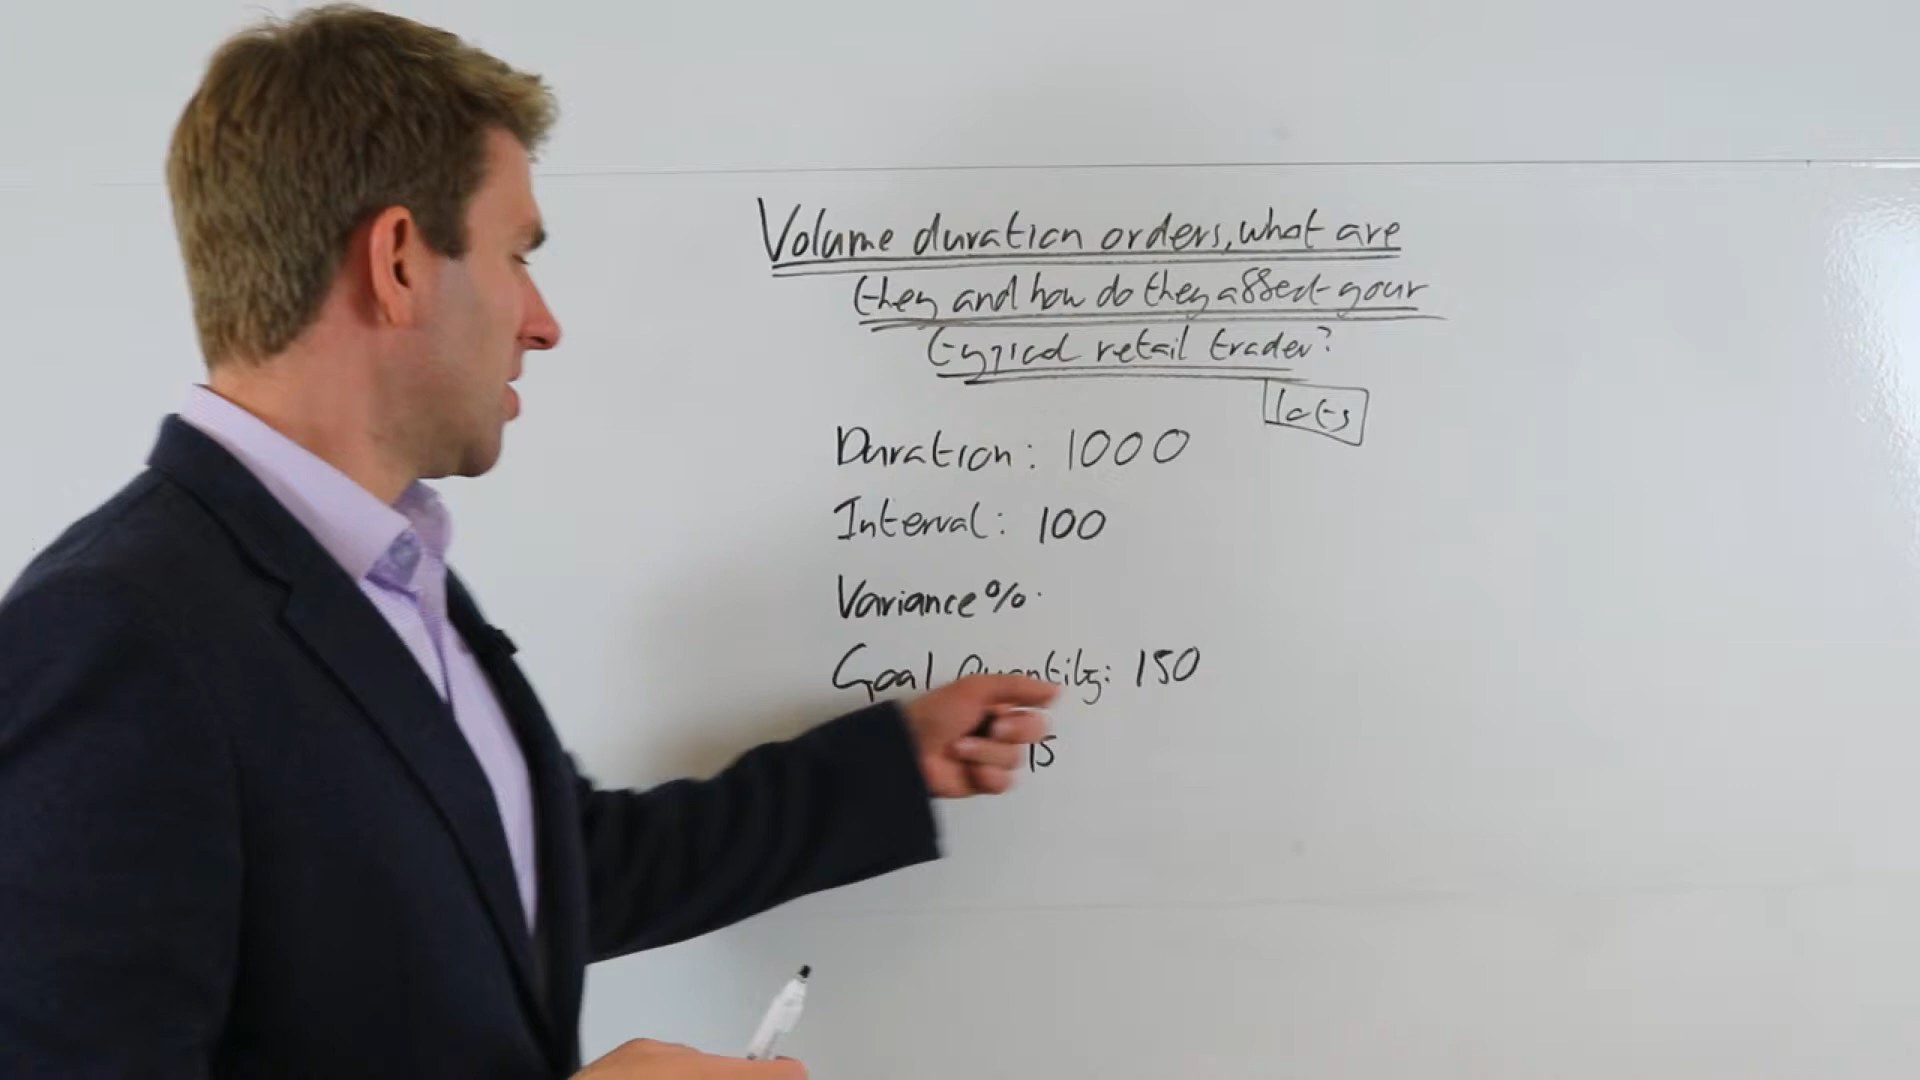 Volume duration orders, what are
they and how do they affect your
typical retail trader?
lots
Duration: 1000
Interval: 100
Variance %
Goal Quantity: 150
15